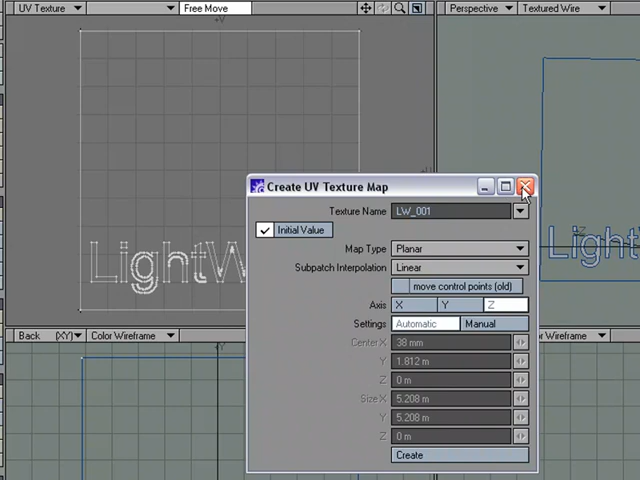 UV Texture Free Move Perspective Textured Wire
+V
+U
Create UV Texture Map
Texture Name LW_001
Initial Value
Map Type Planar
Subpatch Interpolation Linear
move control points (old)
Axis X Y Z
Settings Automatic Manual
Center X 38 mm
Y 1.812 m
Z 0 m
Size X 5.208 m
Y 5.208 m
Z 0 m
Create
LightW
Light
Back (XY) Color Wireframe
+Y